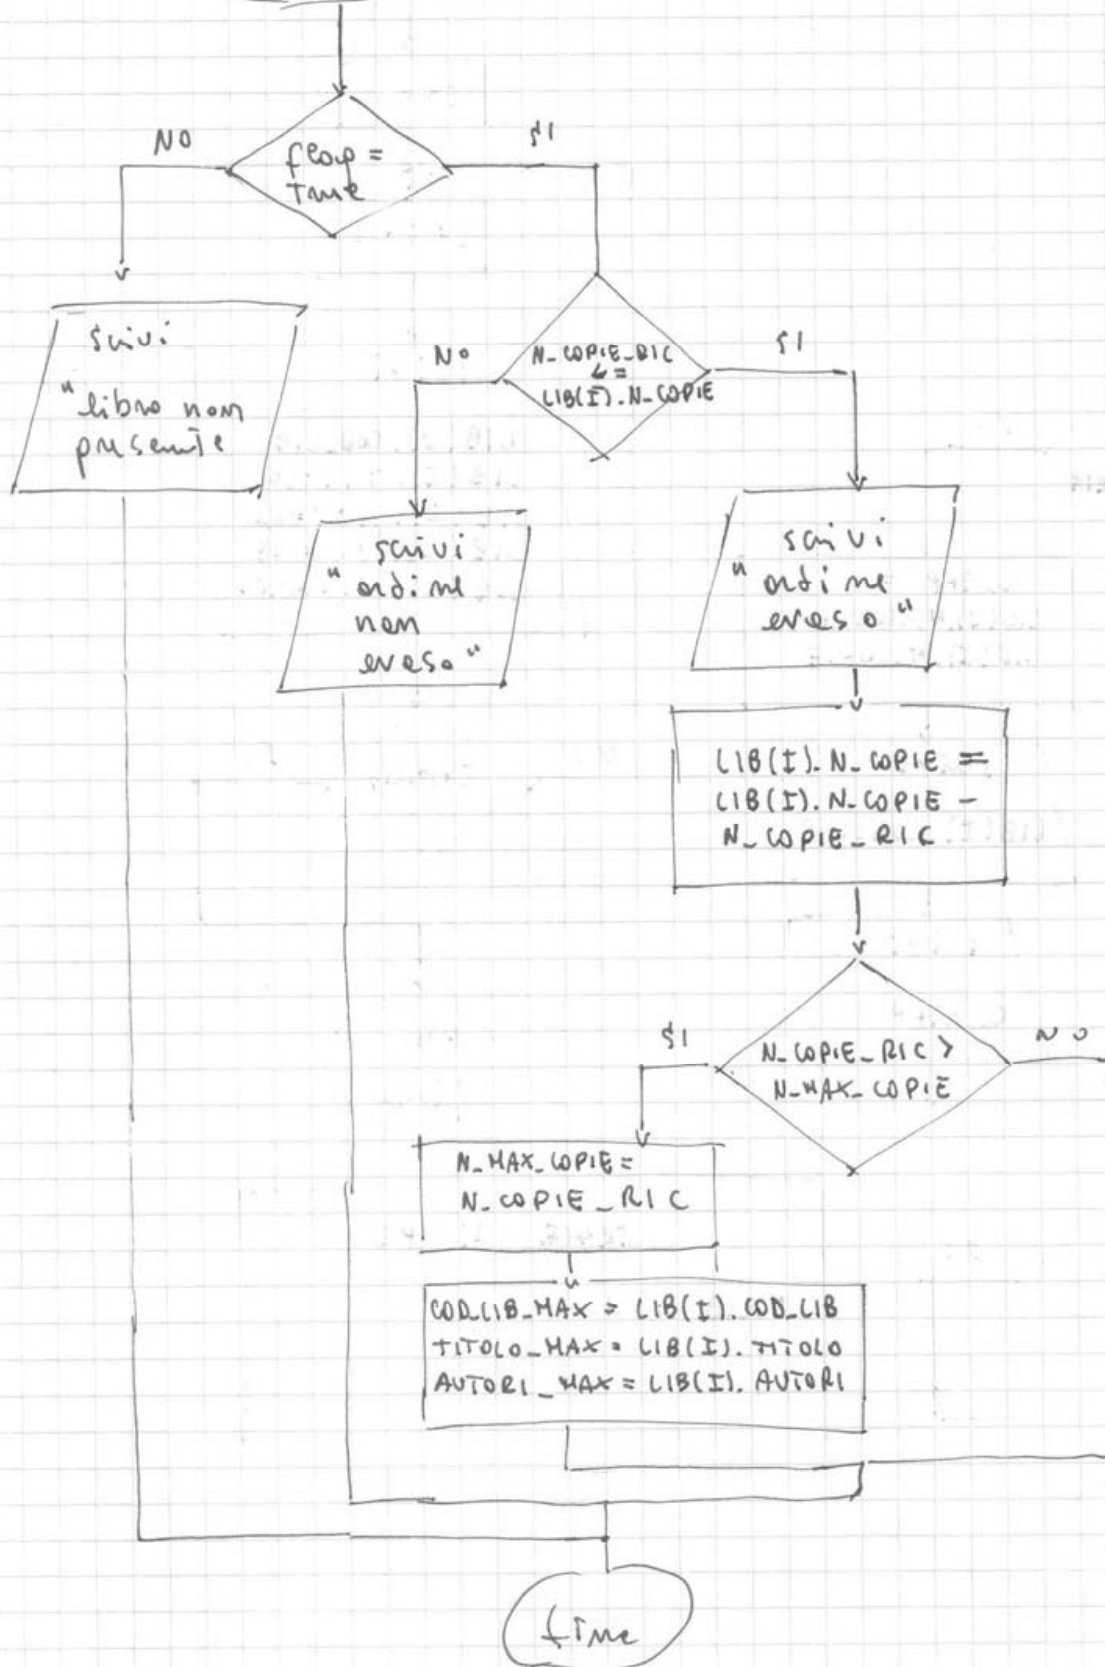 NO
SI
flag =
True
scrivi
"libro non
presente
NO
SI
N_COPIE_RIC
<=
LIB(I).N_COPIE
scrivi
"ordine
non
evaso"
scrivi
"ordine
evaso"
LIB(I).N_COPIE =
LIB(I).N_COPIE -
N_COPIE_RIC
SI
NO
N_COPIE_RIC >
N_MAX_COPIE
N_MAX_COPIE =
N_COPIE_RIC
COD_LIB_MAX = LIB(I).COD_LIB
TITOLO_MAX = LIB(I).TITOLO
AUTORI_MAX = LIB(I).AUTORI
fine